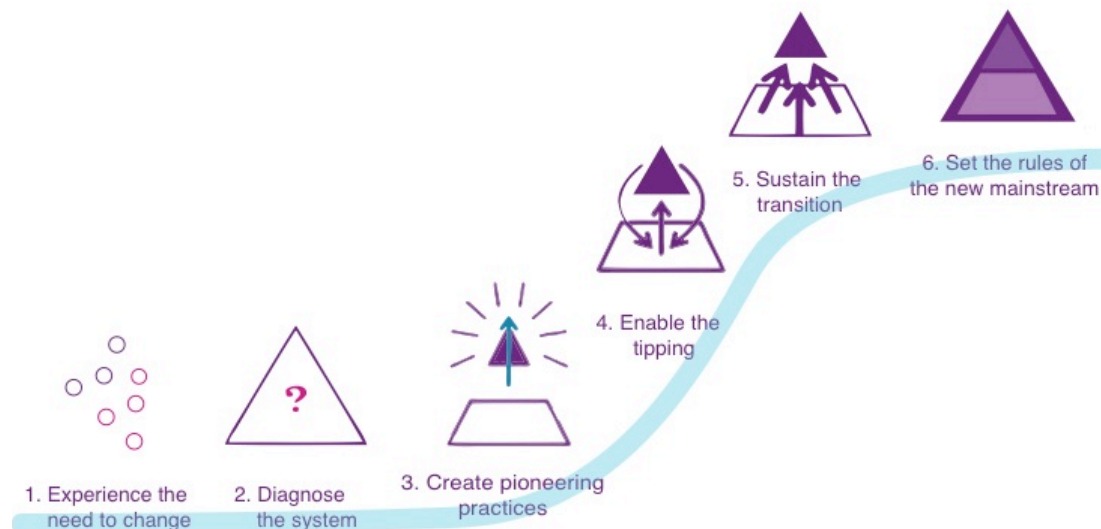 1. Experience the
need to change
2. Diagnose
the system
?
3. Create pioneering
practices
4. Enable the
tipping
5. Sustain the
transition
6. Set the rules of
the new mainstream